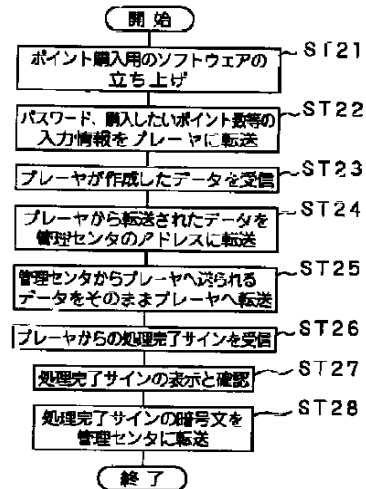 開始
ポイント購入用のソフトウェアの
立ち上げ
ST21
パスワード、購入したいポイント数等の
入力情報をプレーヤに転送
ST22
プレーヤが作成したデータを受信
ST23
プレーヤから転送されたデータを
管理センタのアドレスに転送
ST24
管理センタからプレーヤへ送られる
データをそのままプレーヤへ転送
ST25
プレーヤからの処理完了サインを受信
ST26
処理完了サインの表示と確認
ST27
処理完了サインの暗号文を
管理センタに転送
ST28
終了